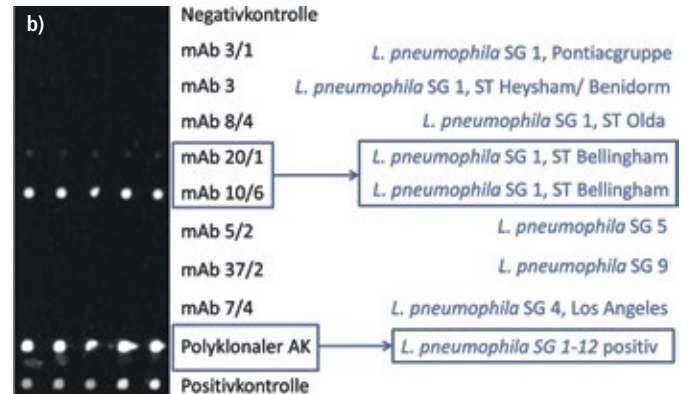 b)
Negativkontrolle
mAb 3/1 L. pneumophila SG 1, Pontiacgruppe
mAb 3 L. pneumophila SG 1, ST Heysham/ Benidorm
mAb 8/4 L. pneumophila SG 1, ST Olda
mAb 20/1 L. pneumophila SG 1, ST Bellingham
mAb 10/6 L. pneumophila SG 1, ST Bellingham
mAb 5/2 L. pneumophila SG 5
mAb 37/2 L. pneumophila SG 9
mAb 7/4 L. pneumophila SG 4, Los Angeles
Polyklonaler AK L. pneumophila SG 1-12 positiv
Positivkontrolle